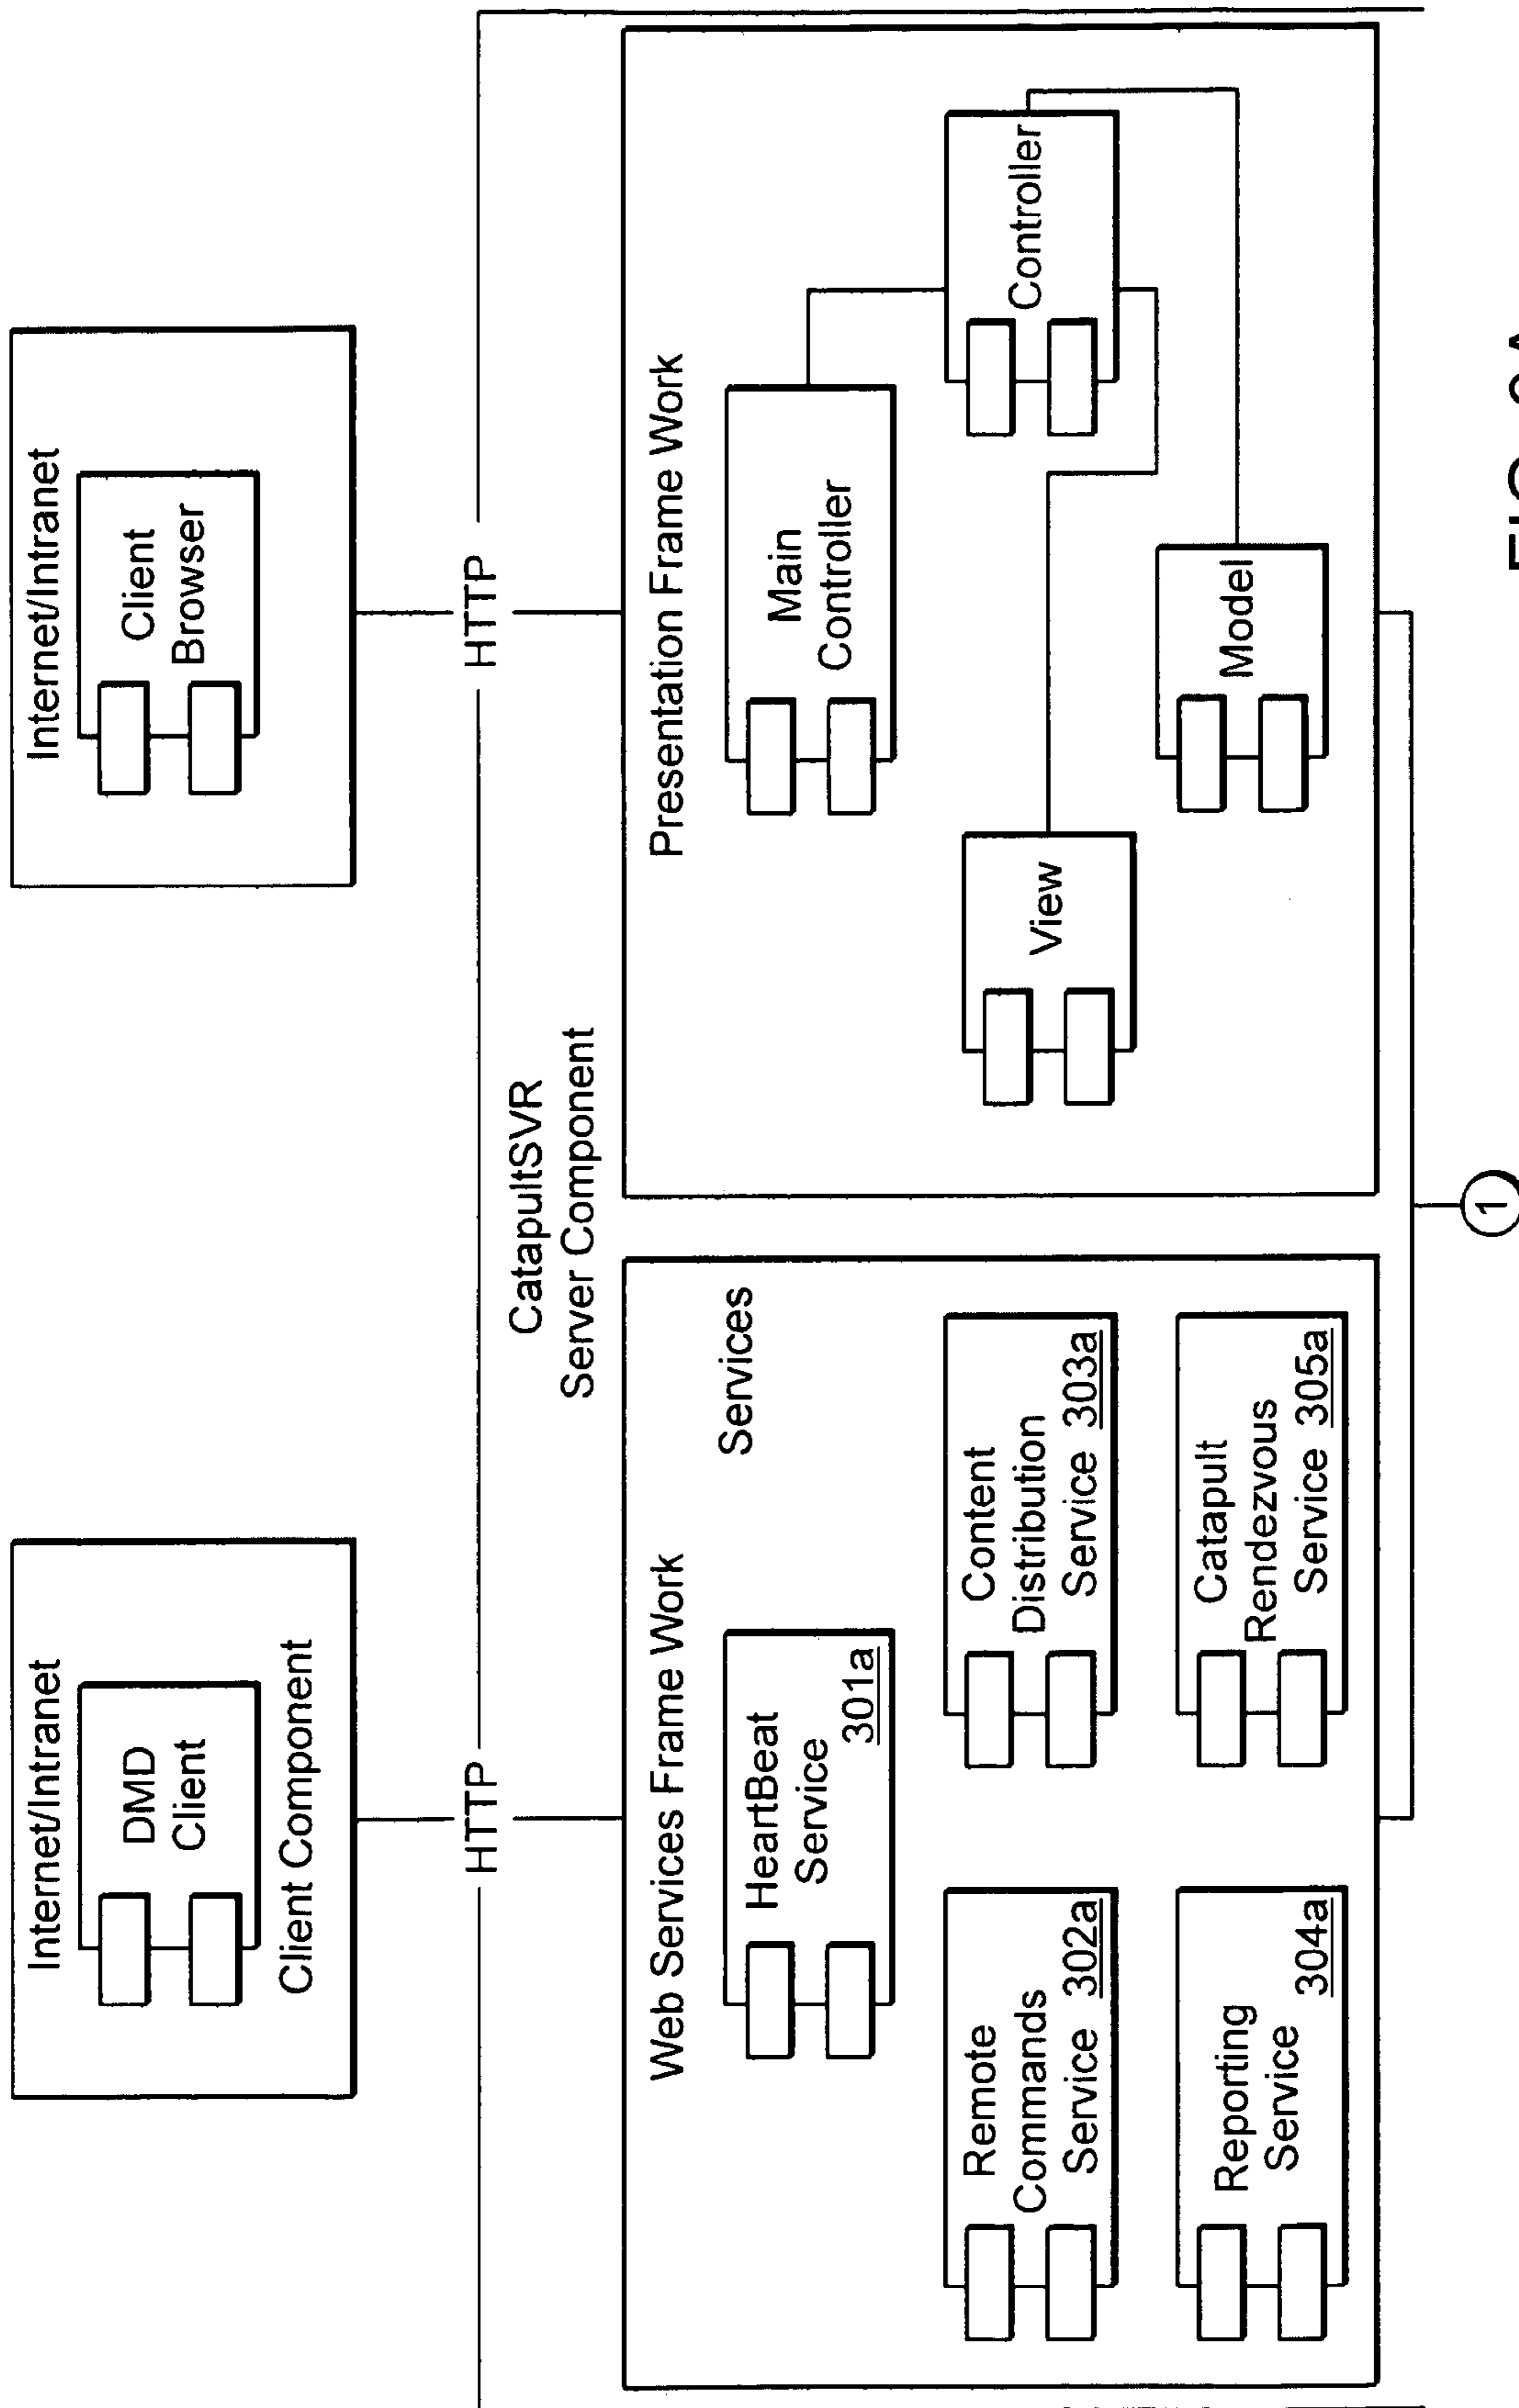 Internet/Intranet
DMD
Client
Client Component
Internet/Intranet
Client
Browser
HTTP
HTTP
CatapultSVR
Server Component
Web Services Frame Work
Services
HeartBeat
Service
301a
Remote
Commands
Service 302a
Content
Distribution
Service 303a
Reporting
Service
304a
Catapult
Rendezvous
Service 305a
Presentation Frame Work
Main
Controller
View
Controller
Model
1